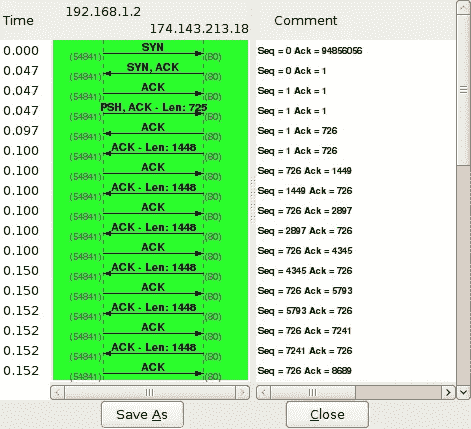 192.168.1.2
Time 174.143.213.18 Comment
0.000 SYN Seq = 0 Ack = 94856056
(54841) (80)
0.047 SYN, ACK Seq = 0 Ack = 1
(54841) (80)
0.047 ACK Seq = 1 Ack = 1
(54841) (80)
0.047 PSH, ACK - Len: 725 Seq = 1 Ack = 1
(54841) (80)
0.097 ACK Seq = 1 Ack = 726
(54841) (80)
0.100 ACK - Len: 1448 Seq = 1 Ack = 726
(54841) (80)
0.100 ACK Seq = 726 Ack = 1449
(54841) (80)
0.100 ACK - Len: 1448 Seq = 1449 Ack = 726
(54841) (80)
0.100 ACK Seq = 726 Ack = 2897
(54841) (80)
0.100 ACK - Len: 1448 Seq = 2897 Ack = 726
(54841) (80)
0.100 ACK Seq = 726 Ack = 4345
(54841) (80)
0.150 ACK - Len: 1448 Seq = 4345 Ack = 726
(54841) (80)
0.150 ACK Seq = 726 Ack = 5793
(54841) (80)
0.152 ACK - Len: 1448 Seq = 5793 Ack = 726
(54841) (80)
0.152 ACK Seq = 726 Ack = 7241
(54841) (80)
0.152 ACK - Len: 1448 Seq = 7241 Ack = 726
(54841) (80)
0.152 ACK Seq = 726 Ack = 8689
(54841) (80)
Save As Close